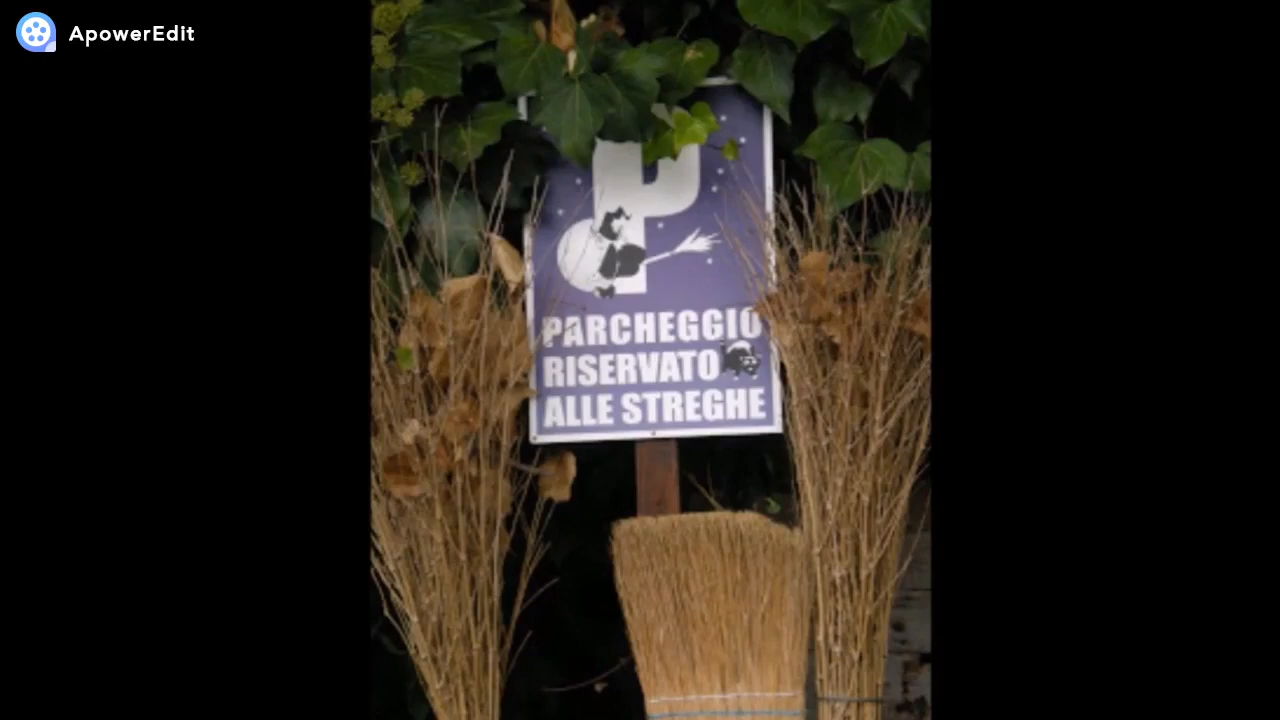 ApowerEdit
P
PARCHEGGIO
RISERVATO
ALLE STREGHE